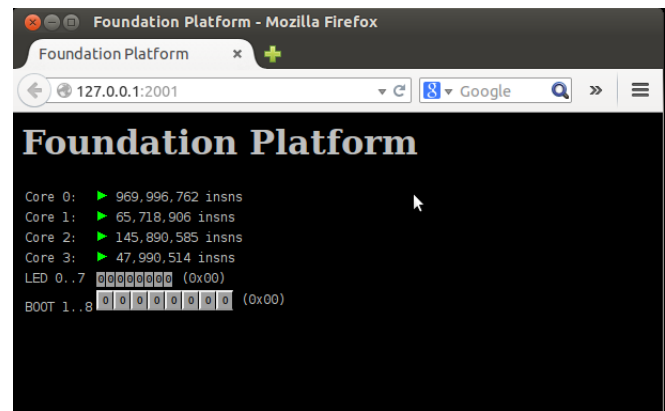 Foundation Platform - Mozilla Firefox
Foundation Platform
127.0.0.1:2001
8 Google
Foundation Platform
Core 0: 969,996,762 insns
Core 1: 65,718,906 insns
Core 2: 145,890,585 insns
Core 3: 47,990,514 insns
LED 0..7 00000000 (0x00)
BOOT 1..8 0 0 0 0 0 0 0 0 (0x00)